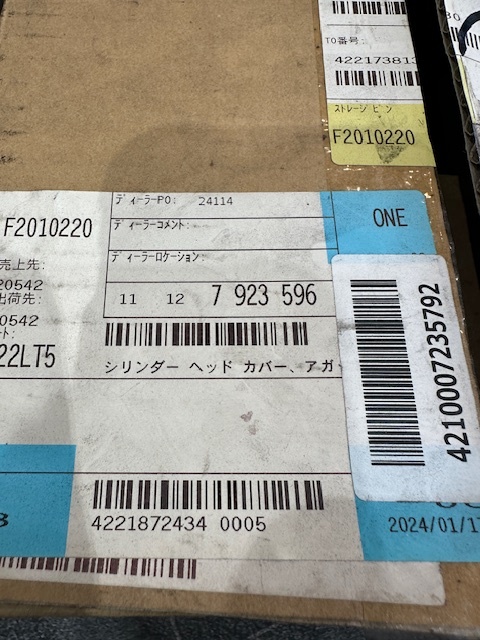 TO番号:
422173813
ストレージ ビン
F2010220
F2010220
ディーラーPO: 24114
ディーラーコメント:
ディーラーロケーション:
ONE
売上先:
20542
出荷先:
0542
ト:
22LT5
11 12 7 923 596
シリンダー ヘッド カバー、アガ
4210007235792
4221872434 0005
2024/01/1